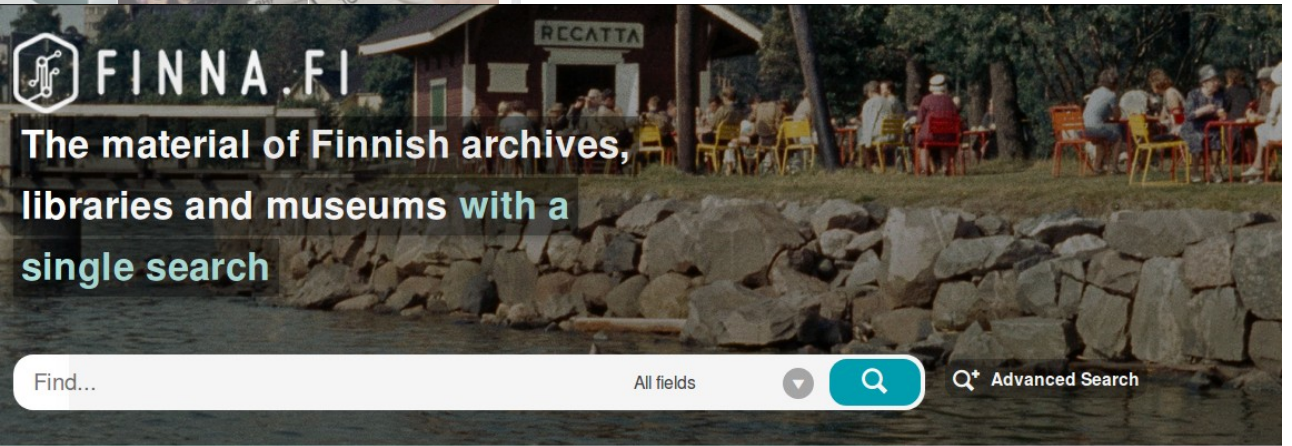 RECATTA
FINNA.FI
The material of Finnish archives,
libraries and museums with a
single search
Find...
All fields
Advanced Search